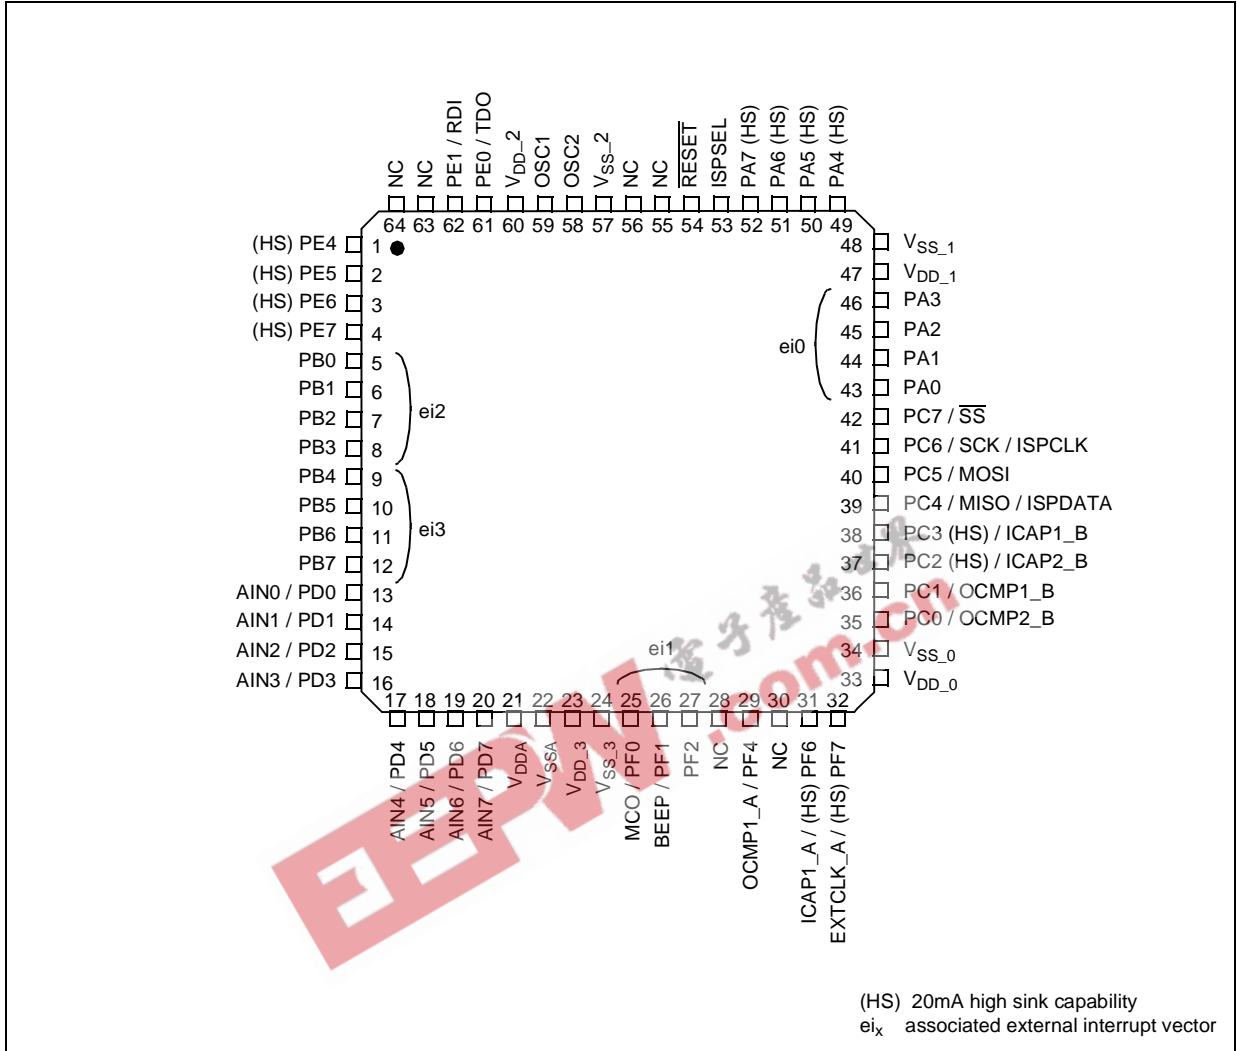 NC
NC
PE1 / RDI
PE0 / TDO
VDD_2
OSC1
OSC2
VSS_2
NC
NC
RESET
ISPSEL
PA7 (HS)
PA6 (HS)
PA5 (HS)
PA4 (HS)
64 63 62 61 60 59 58 57 56 55 54 53 52 51 50 49
(HS) PE4 1
(HS) PE5 2
(HS) PE6 3
(HS) PE7 4
PB0 5
PB1 6
PB2 7
PB3 8
ei2
PB4 9
PB5 10
PB6 11
PB7 12
ei3
AIN0 / PD0 13
AIN1 / PD1 14
AIN2 / PD2 15
AIN3 / PD3 16
48 VSS_1
47 VDD_1
46 PA3
45 PA2
44 PA1
43 PA0
ei0
42 PC7 / SS
41 PC6 / SCK / ISPCLK
40 PC5 / MOSI
39 PC4 / MISO / ISPDATA
38 PC3 (HS) / ICAP1_B
37 PC2 (HS) / ICAP2_B
36 PC1 / OCMP1_B
35 PC0 / OCMP2_B
34 VSS_0
33 VDD_0
ei1
17 18 19 20 21 22 23 24 25 26 27 28 29 30 31 32
AIN4 / PD4
AIN5 / PD5
AIN6 / PD6
AIN7 / PD7
VDDA
VSSA
VDD_3
VSS_3
MCO / PF0
BEEP / PF1
PF2
NC
OCMP1_A / PF4
NC
ICAP1_A / (HS) PF6
EXTCLK_A / (HS) PF7
電子產品世界
EEPW.com.cn
(HS) 20mA high sink capability
eix associated external interrupt vector